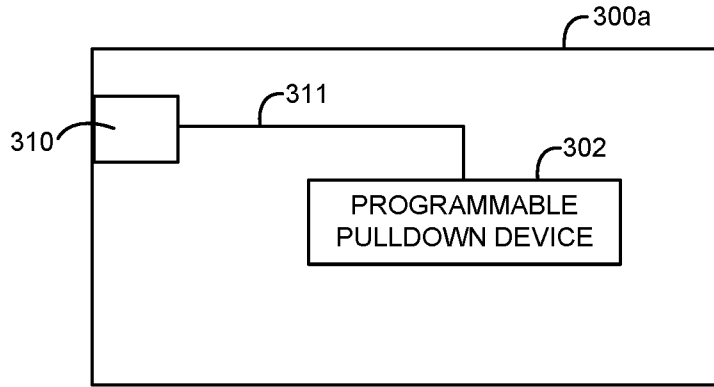 300a
311
310
302
PROGRAMMABLE
PULLDOWN DEVICE